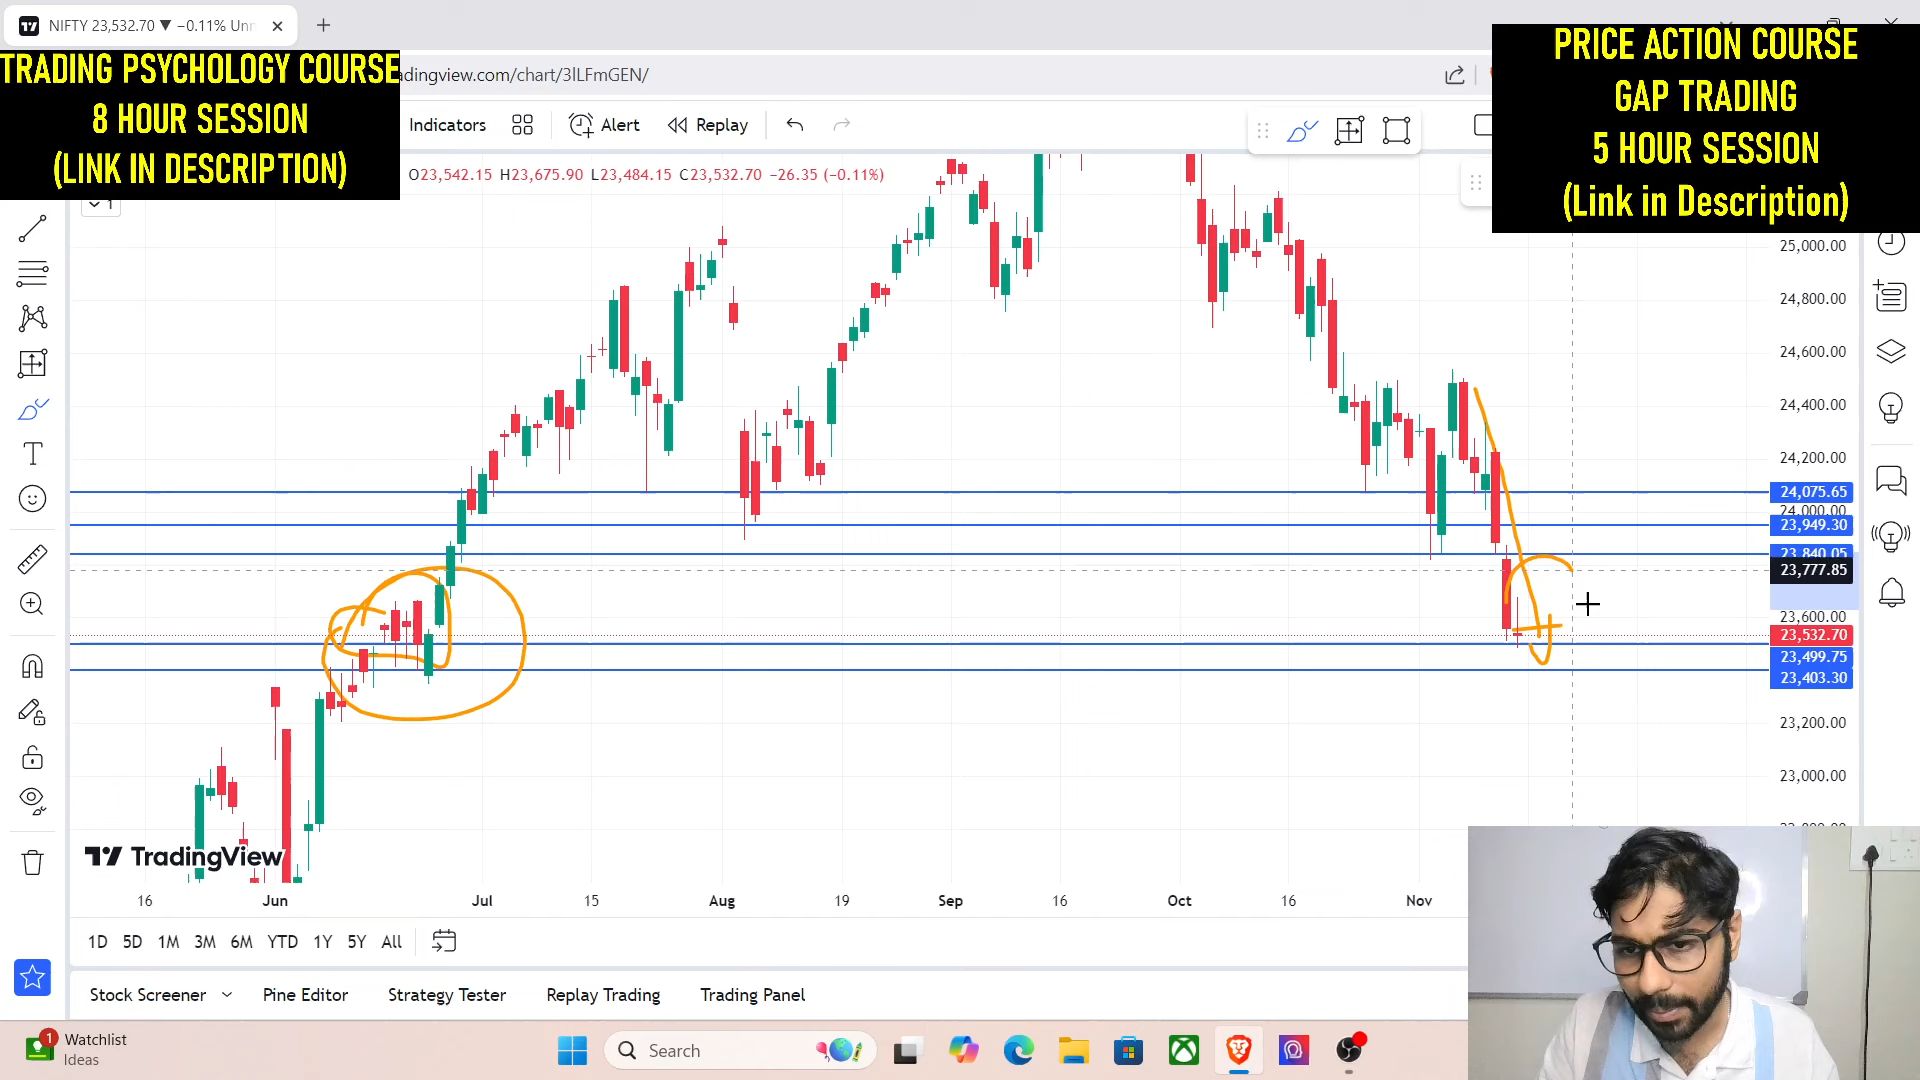 NIFTY 23,532.70 ▼ −0.11% Unn
TRADING PSYCHOLOGY COURSE
8 HOUR SESSION
(LINK IN DESCRIPTION)
adingview.com/chart/3lLFmGEN/
PRICE ACTION COURSE
GAP TRADING
5 HOUR SESSION
(Link in Description)
Indicators
Alert
Replay
O23,542.15 H23,675.90 L23,484.15 C23,532.70 −26.35 (−0.11%)
1
25,000.00
24,800.00
24,600.00
24,400.00
24,200.00
24,075.65
24,000.00
23,949.30
23,840.05
23,777.85
23,600.00
23,532.70
23,499.75
23,403.30
23,200.00
23,000.00
TradingView
16 Jun Jul 15 Aug 19 Sep 16 Oct 16 Nov
1D 5D 1M 3M 6M YTD 1Y 5Y All
Stock Screener Pine Editor Strategy Tester Replay Trading Trading Panel
1
Watchlist
Ideas
Search